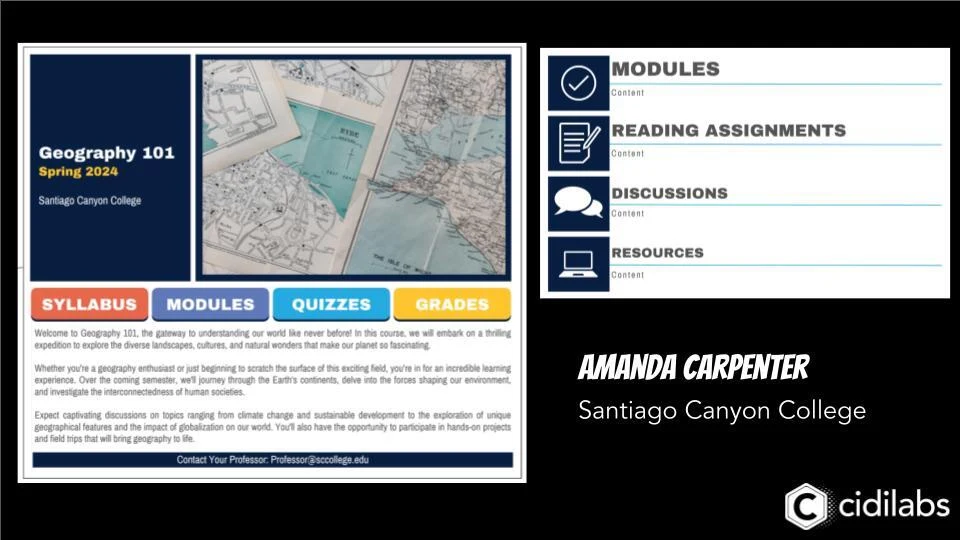 Geography 101
Spring 2024
Santiago Canyon College
RYDE
THE ISLE OF
SYLLABUS
MODULES
QUIZZES
GRADES
Welcome to Geography 101, the gateway to understanding our world like never before! In this course, we will embark on a thrilling
expedition to explore the diverse landscapes, cultures, and natural wonders that make our planet so fascinating.
Whether you're a geography enthusiast or just beginning to scratch the surface of this exciting field, you're in for an incredible learning
experience. Over the coming semester, we'll journey through the Earth's continents, delve into the forces shaping our environment,
and investigate the interconnectedness of human societies.
Expect captivating discussions on topics ranging from climate change and sustainable development to the exploration of unique
geographical features and the impact of globalization on our world. You'll also have the opportunity to participate in hands-on projects
and field trips that will bring geography to life.
Contact Your Professor: Professor@sccollege.edu
MODULES
Content
READING ASSIGNMENTS
Content
DISCUSSIONS
Content
RESOURCES
Content
AMANDA CARPENTER
Santiago Canyon College
C cidilabs